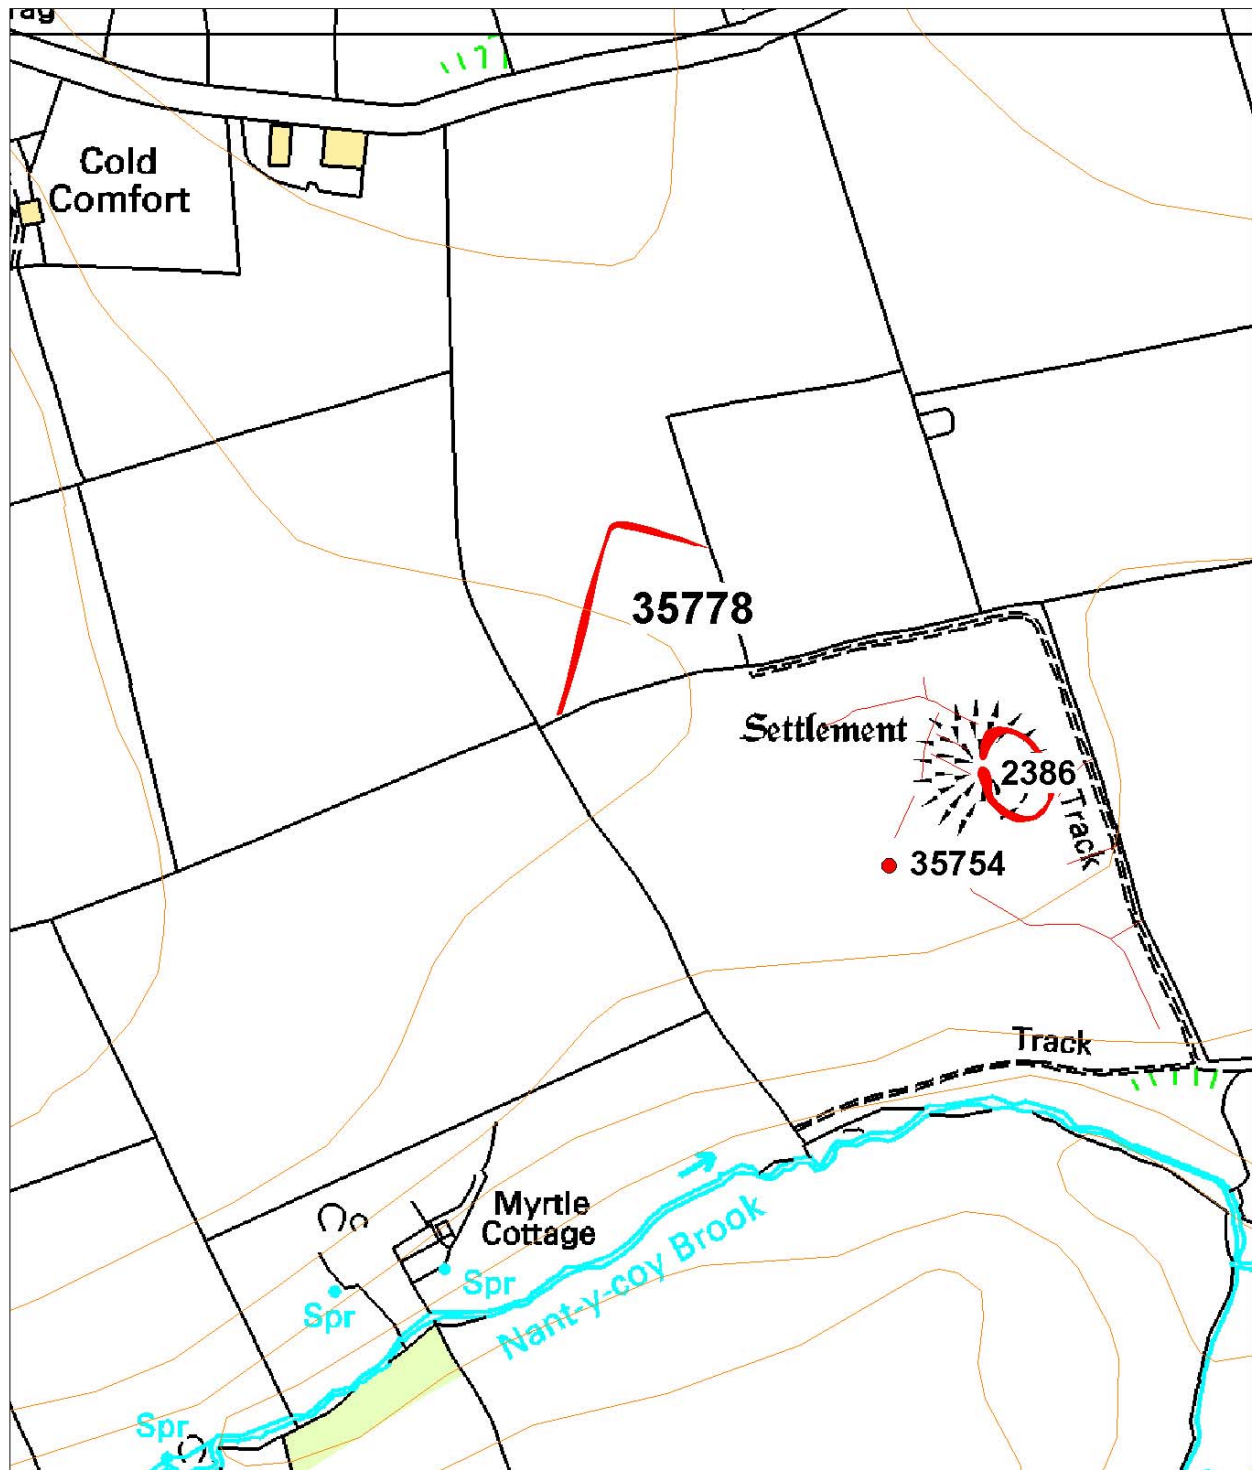 Cold
Comfort
35778
Settlement
2386
Track
35754
Track
Myrtle
Cottage
Spr
Spr
Nant-y-coy Brook
Spr